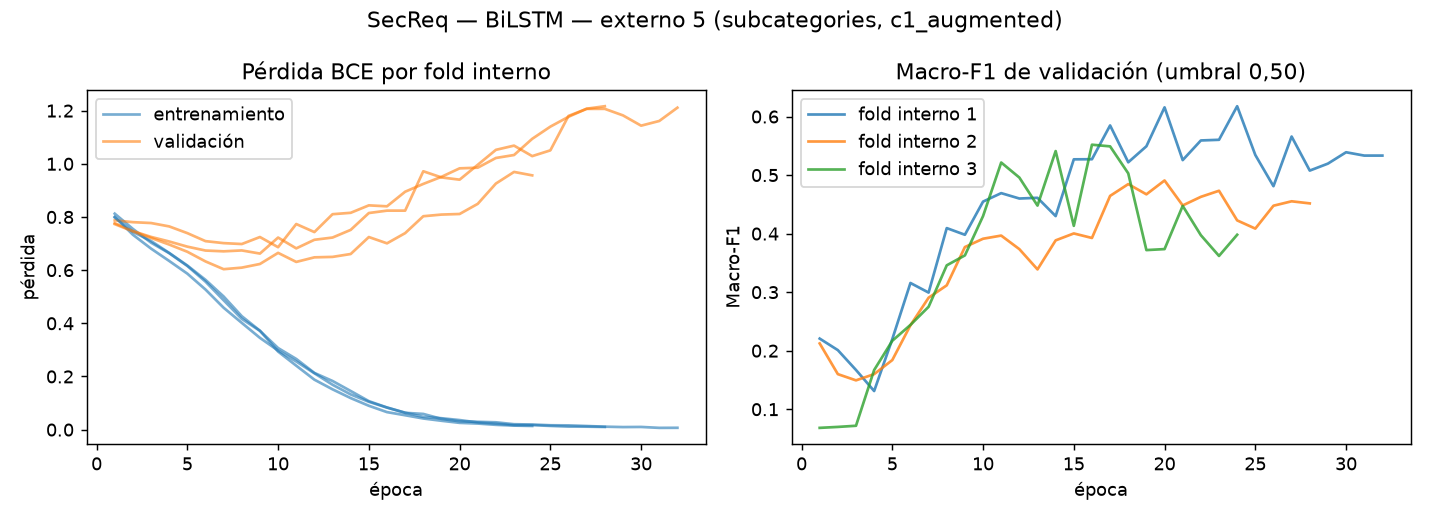 SecReq — BiLSTM — externo 5 (subcategories, c1_augmented)
Pérdida BCE por fold interno
entrenamiento
validación
1.2
1.0
0.8
0.6
0.4
0.2
0.0
pérdida
0
5
10
15
20
25
30
época
Macro-F1 de validación (umbral 0,50)
fold interno 1
fold interno 2
fold interno 3
0.6
0.5
0.4
0.3
0.2
0.1
Macro-F1
0
5
10
15
20
25
30
época